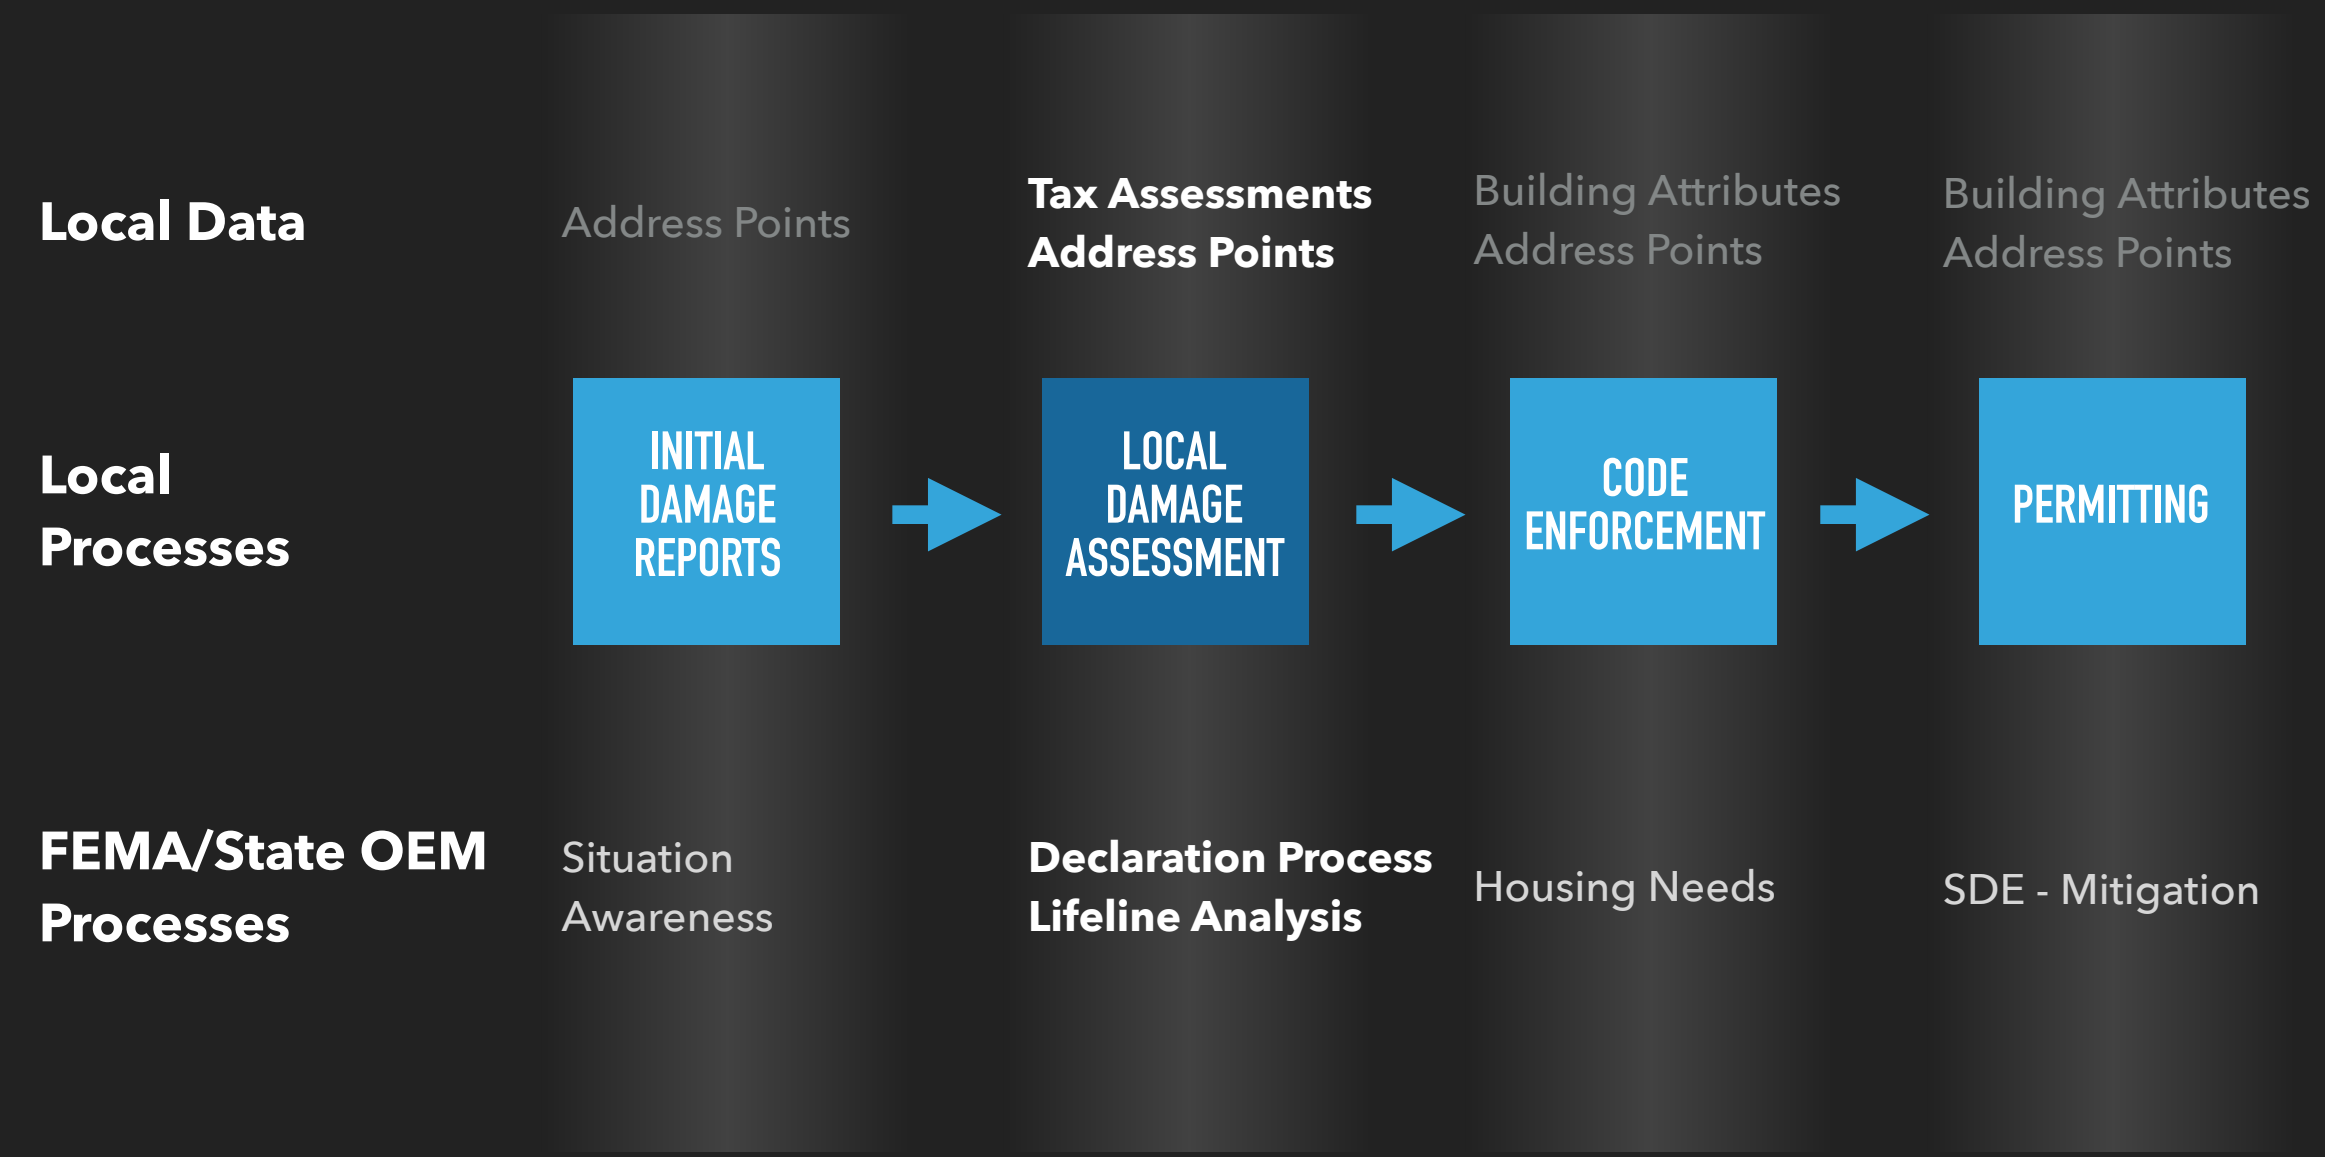 Local Data
Address Points
Tax Assessments
Address Points
Building Attributes
Address Points
Building Attributes
Address Points
Local
Processes
INITIAL
DAMAGE
REPORTS
LOCAL
DAMAGE
ASSESSMENT
CODE
ENFORCEMENT
PERMITTING
FEMA/State OEM
Processes
Situation
Awareness
Declaration Process
Lifeline Analysis
Housing Needs
SDE - Mitigation